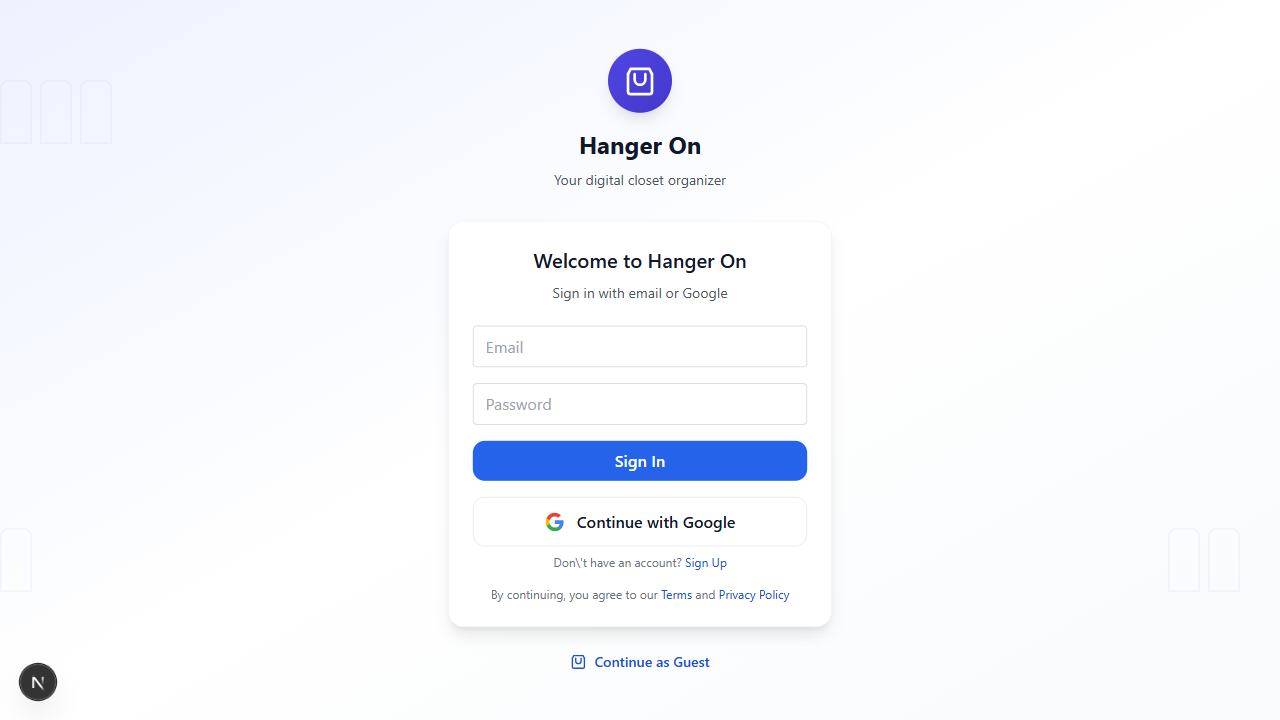 Hanger On
Your digital closet organizer
Welcome to Hanger On
Sign in with email or Google
Email
Password
Sign In
Continue with Google
Don\'t have an account? Sign Up
By continuing, you agree to our Terms and Privacy Policy
Continue as Guest
N